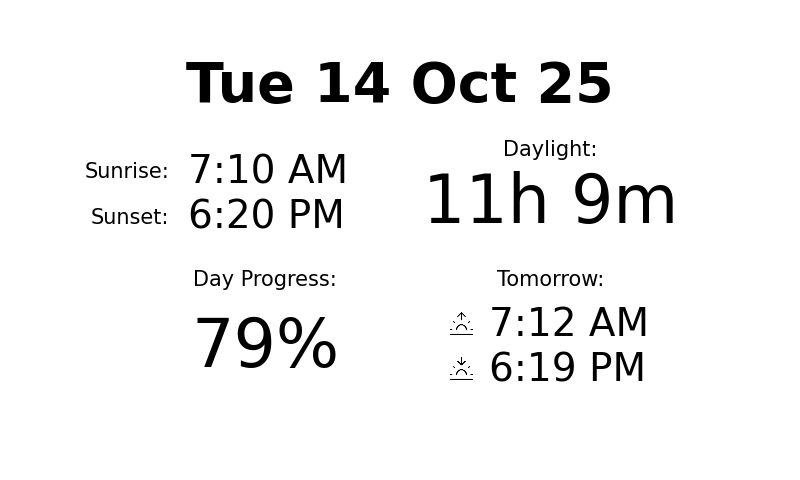 Tue 14 Oct 25
Sunrise: 7:10 AM
Sunset: 6:20 PM
Daylight:
11h 9m
Day Progress:
79%
Tomorrow:
7:12 AM
6:19 PM